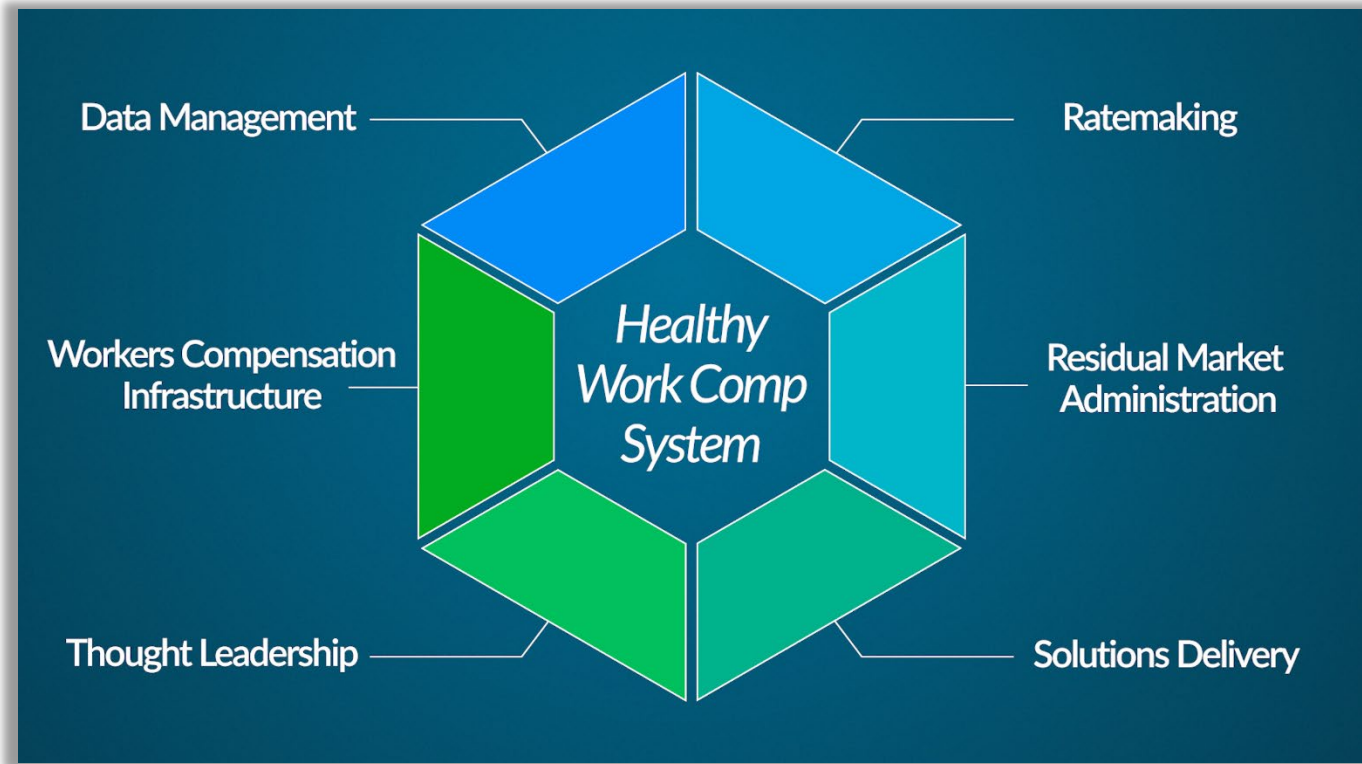 Data Management
Ratemaking
Workers Compensation
Infrastructure
Healthy
Work Comp
System
Residual Market
Administration
Thought Leadership
Solutions Delivery